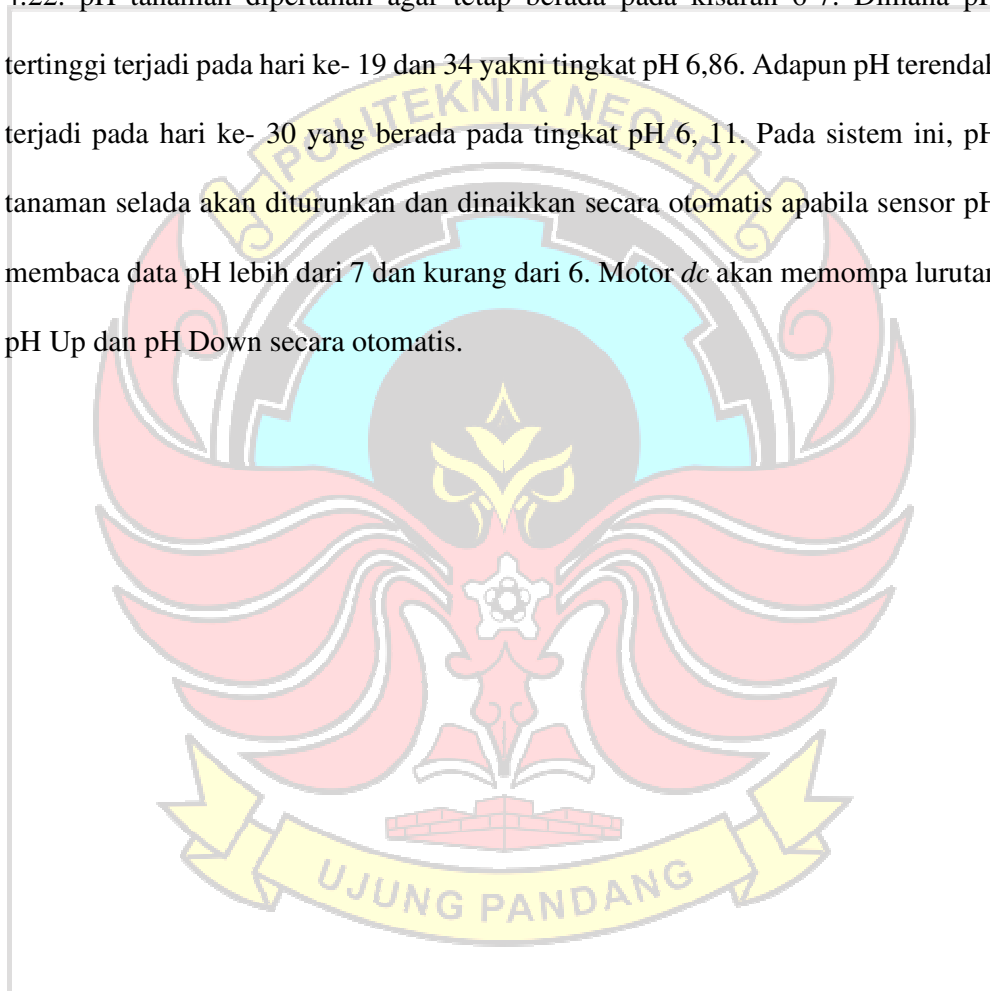 4.22. pH tanaman dipertahan agar tetap berada pada kisaran 6-7. Dimana pH
tertinggi terjadi pada hari ke- 19 dan 34 yakni tingkat pH 6,86. Adapun pH terendah
terjadi pada hari ke- 30 yang berada pada tingkat pH 6, 11. Pada sistem ini, pH
tanaman selada akan diturunkan dan dinaikkan secara otomatis apabila sensor pH
membaca data pH lebih dari 7 dan kurang dari 6. Motor dc akan memompa lurutan
pH Up dan pH Down secara otomatis.
POLITEKNIK NEGERI
UJUNG PANDANG